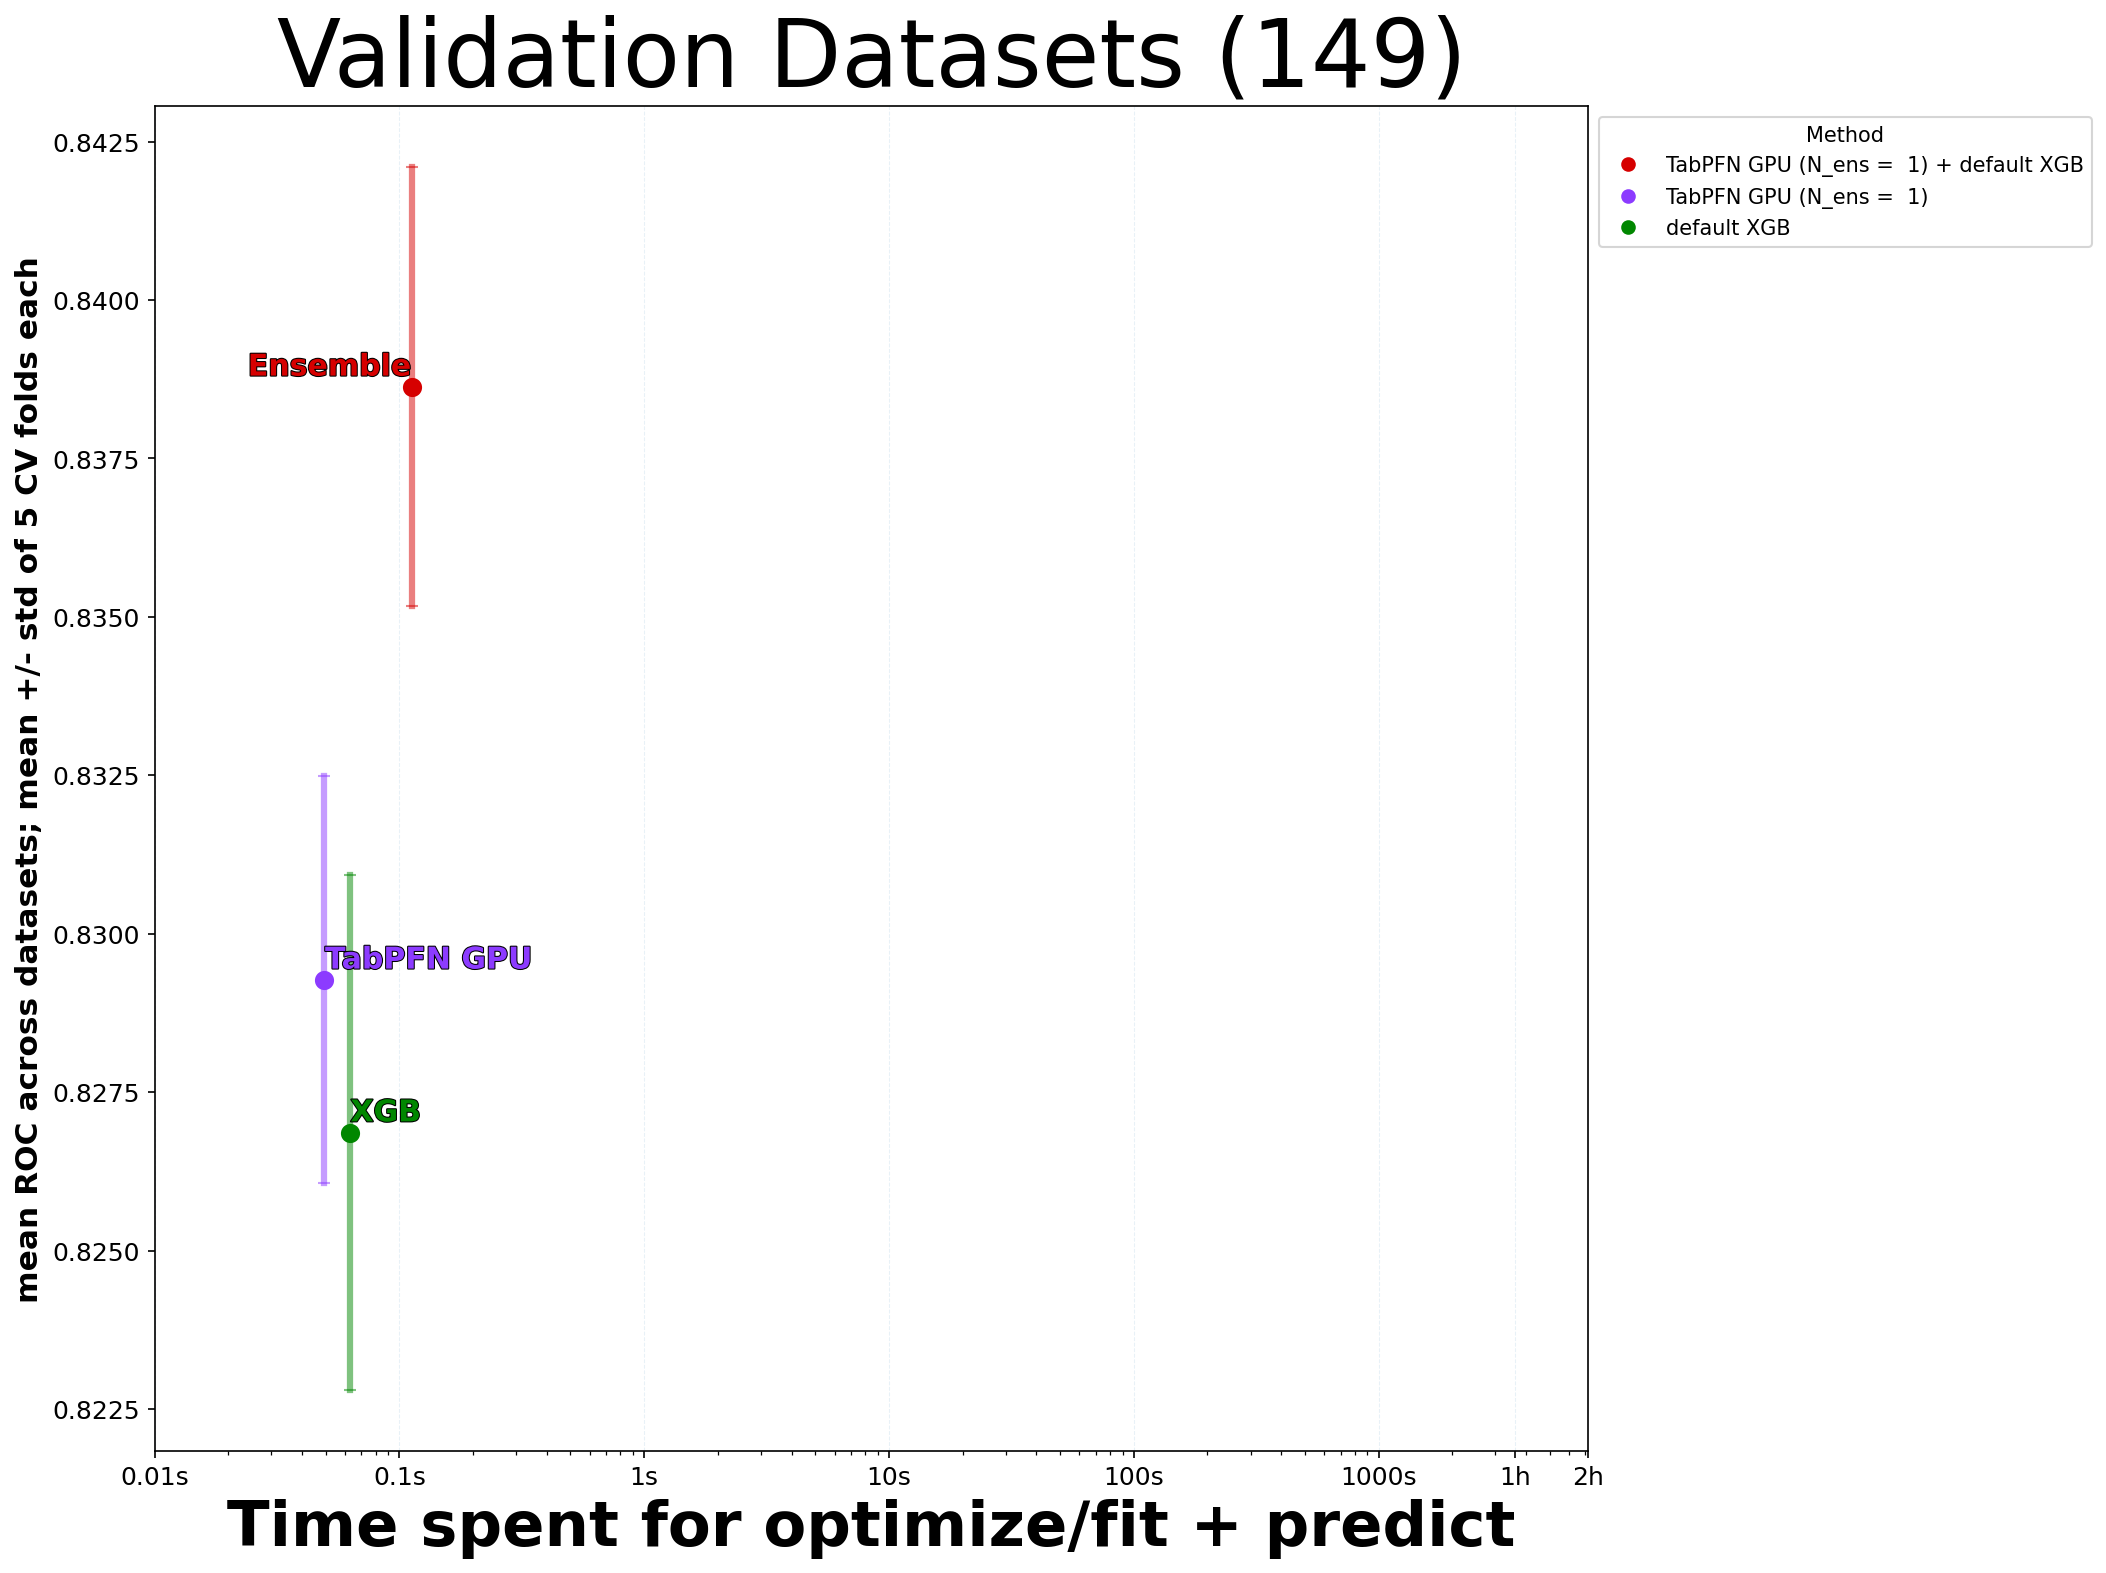 Validation Datasets (149)
mean ROC across datasets; mean +/- std of 5 CV folds each
0.8425
0.8400
0.8375
0.8350
0.8325
0.8300
0.8275
0.8250
0.8225
Ensemble
TabPFN GPU
XGB
0.01s 0.1s 1s 10s 100s 1000s 1h 2h
Time spent for optimize/fit + predict
Method
TabPFN GPU (N_ens =  1) + default XGB
TabPFN GPU (N_ens =  1)
default XGB